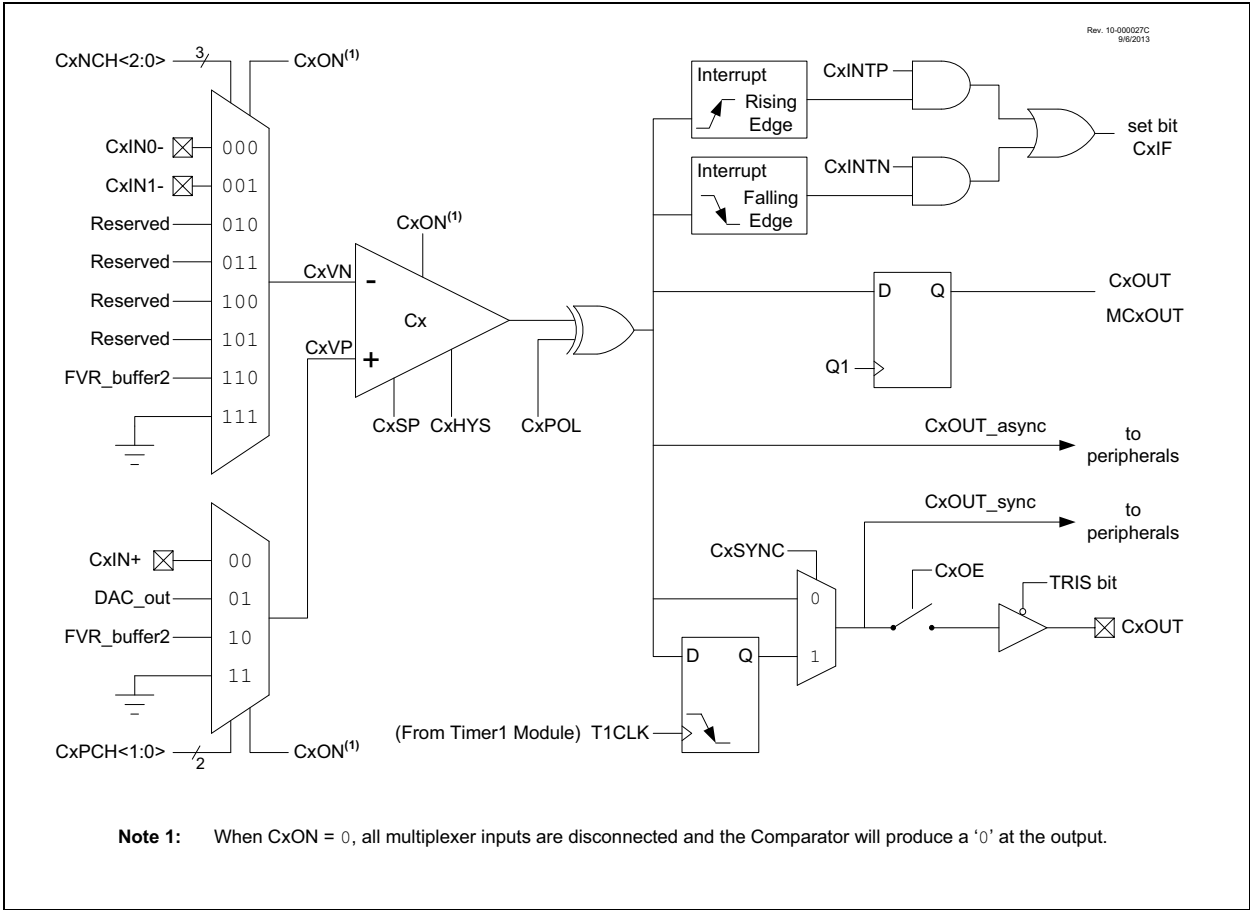 Rev. 10-000027C
9/6/2013
CxNCH<2:0>
3
CxON(1)
CxIN0-
000
CxIN1-
001
Reserved
010
Reserved
011
Reserved
100
Reserved
101
FVR_buffer2
110
111
CxVN
CxVP
CxON(1)
-
Cx
+
CxSP
CxHYS
CxPOL
CxIN+
00
DAC_out
01
FVR_buffer2
10
11
CxPCH<1:0>
2
CxON(1)
Interrupt
Rising
Edge
CxINTP
Interrupt
Falling
Edge
CxINTN
set bit
CxIF
D
Q
Q1
CxOUT
MCxOUT
CxOUT_async
to
peripherals
CxOUT_sync
to
peripherals
CxSYNC
0
1
CxOE
TRIS bit
CxOUT
D
Q
(From Timer1 Module) T1CLK
Note 1: When CxON = 0, all multiplexer inputs are disconnected and the Comparator will produce a ‘0’ at the output.